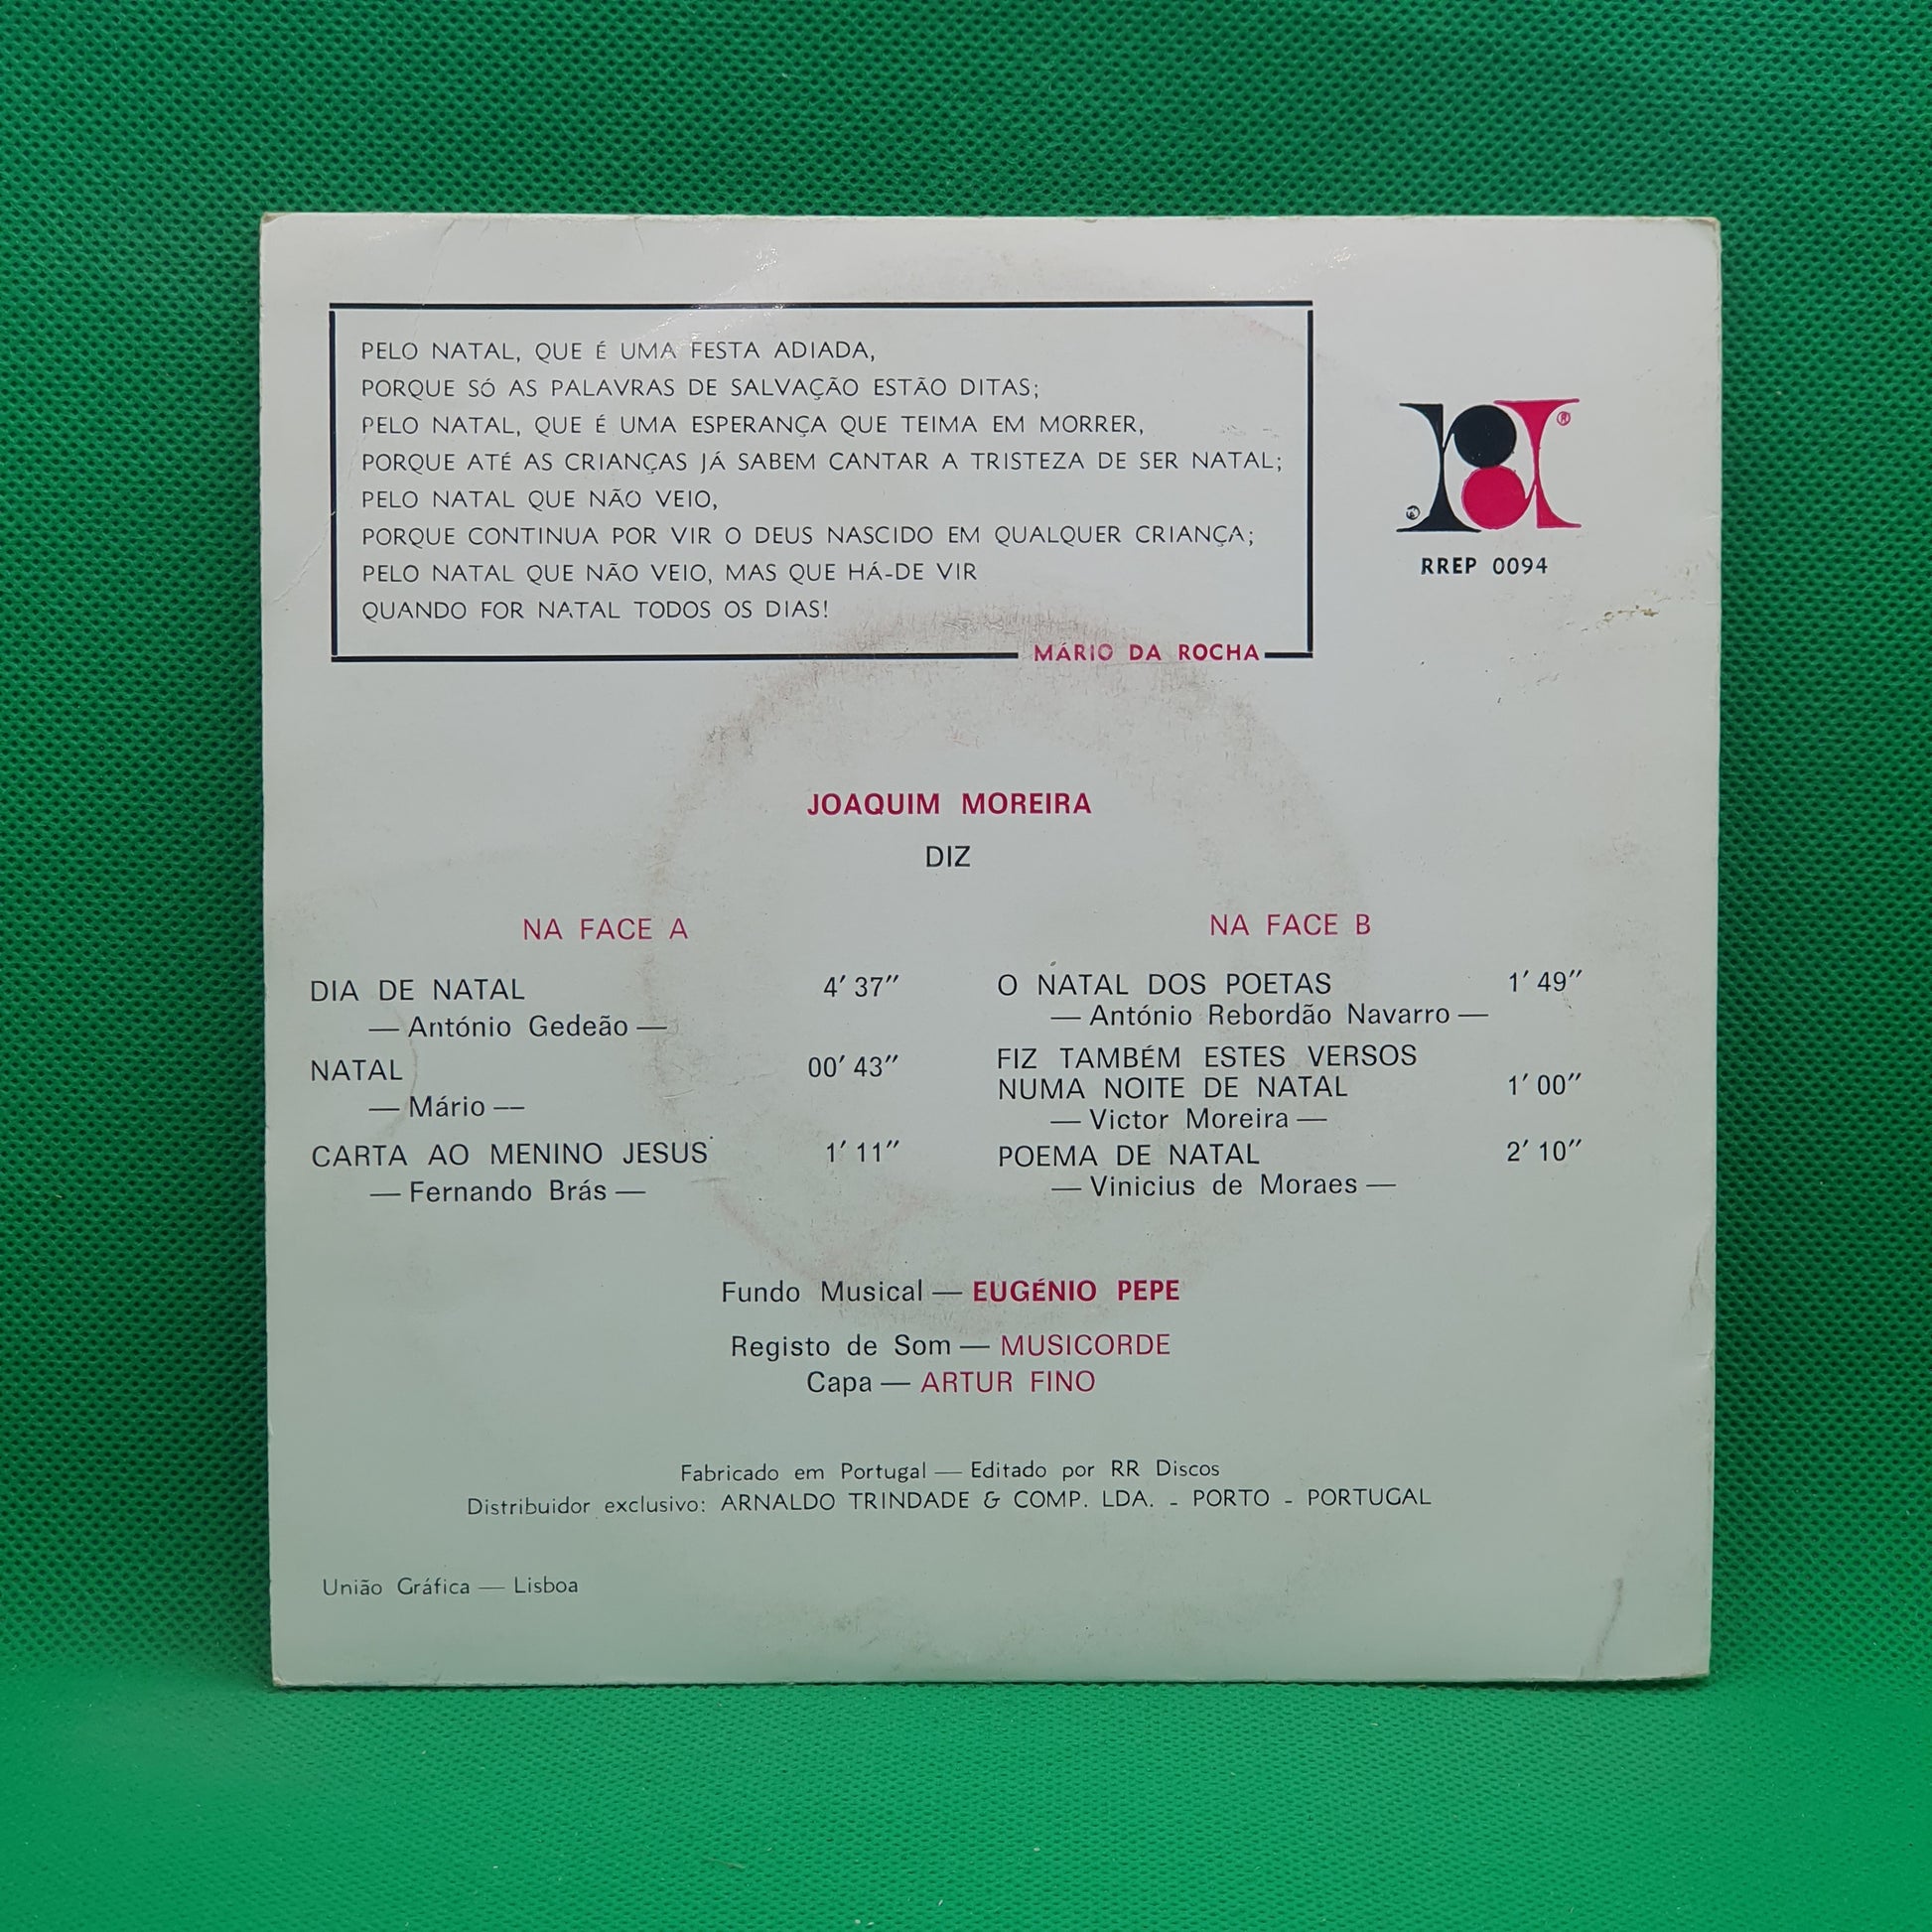 PELO NATAL, QUE É UMA FESTA ADIADA,
PORQUE SÓ AS PALAVRAS DE SALVAÇÃO ESTÃO DITAS;
PELO NATAL, QUE É UMA ESPERANÇA QUE TEIMA EM MORRER,
PORQUE ATÉ AS CRIANÇAS JÁ SABEM CANTAR A TRISTEZA DE SER NATAL;
PELO NATAL QUE NÃO VEIO,
PORQUE CONTINUA POR VIR O DEUS NASCIDO EM QUALQUER CRIANÇA;
PELO NATAL QUE NÃO VEIO, MAS QUE HÁ-DE VIR
QUANDO FOR NATAL TODOS OS DIAS!
MÁRIO DA ROCHA
®
RREP 0094
JOAQUIM MOREIRA
DIZ
NA FACE A
DIA DE NATAL 4′ 37″
— António Gedeão —
NATAL 00′ 43″
— Mário —
CARTA AO MENINO JESUS 1′ 11″
— Fernando Brás —
NA FACE B
O NATAL DOS POETAS 1′ 49″
— António Rebordão Navarro —
FIZ TAMBÉM ESTES VERSOS
NUMA NOITE DE NATAL 1′ 00″
— Victor Moreira —
POEMA DE NATAL 2′ 10″
— Vinicius de Moraes —
Fundo Musical — EUGÉNIO PEPE
Registo de Som — MUSICORDE
Capa — ARTUR FINO
Fabricado em Portugal — Editado por RR Discos
Distribuidor exclusivo: ARNALDO TRINDADE & COMP. LDA. - PORTO - PORTUGAL
União Gráfica — Lisboa